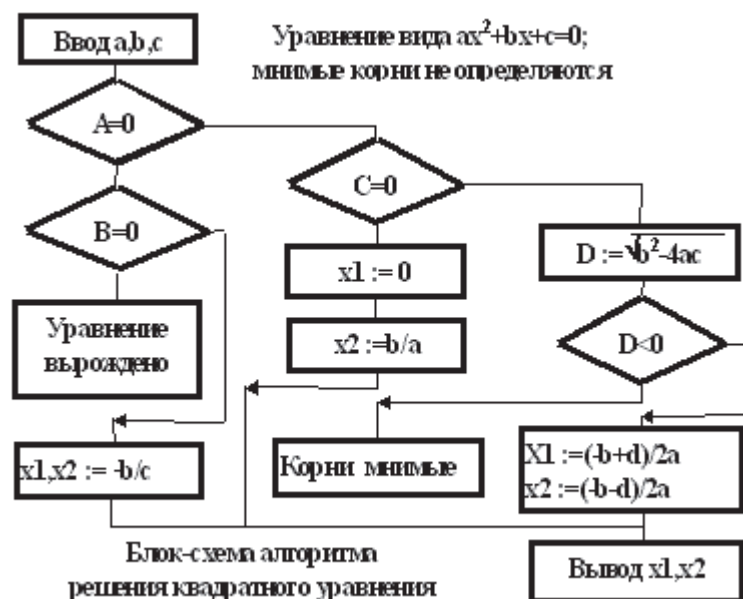 Ввод a,b,c
Уравнение вида ax²+bx+c=0;
мнимые корни не определяются
A=0
C=0
B=0
D := √b²-4ac
x1 := 0
Уравнение
вырождено
x2 :=b/a
D<0
x1,x2 := -b/c
Корни мнимые
X1 :=(-b+d)/2a
x2 :=(-b-d)/2a
Блок-схема алгоритма
решения квадратного уравнения
Вывод x1,x2